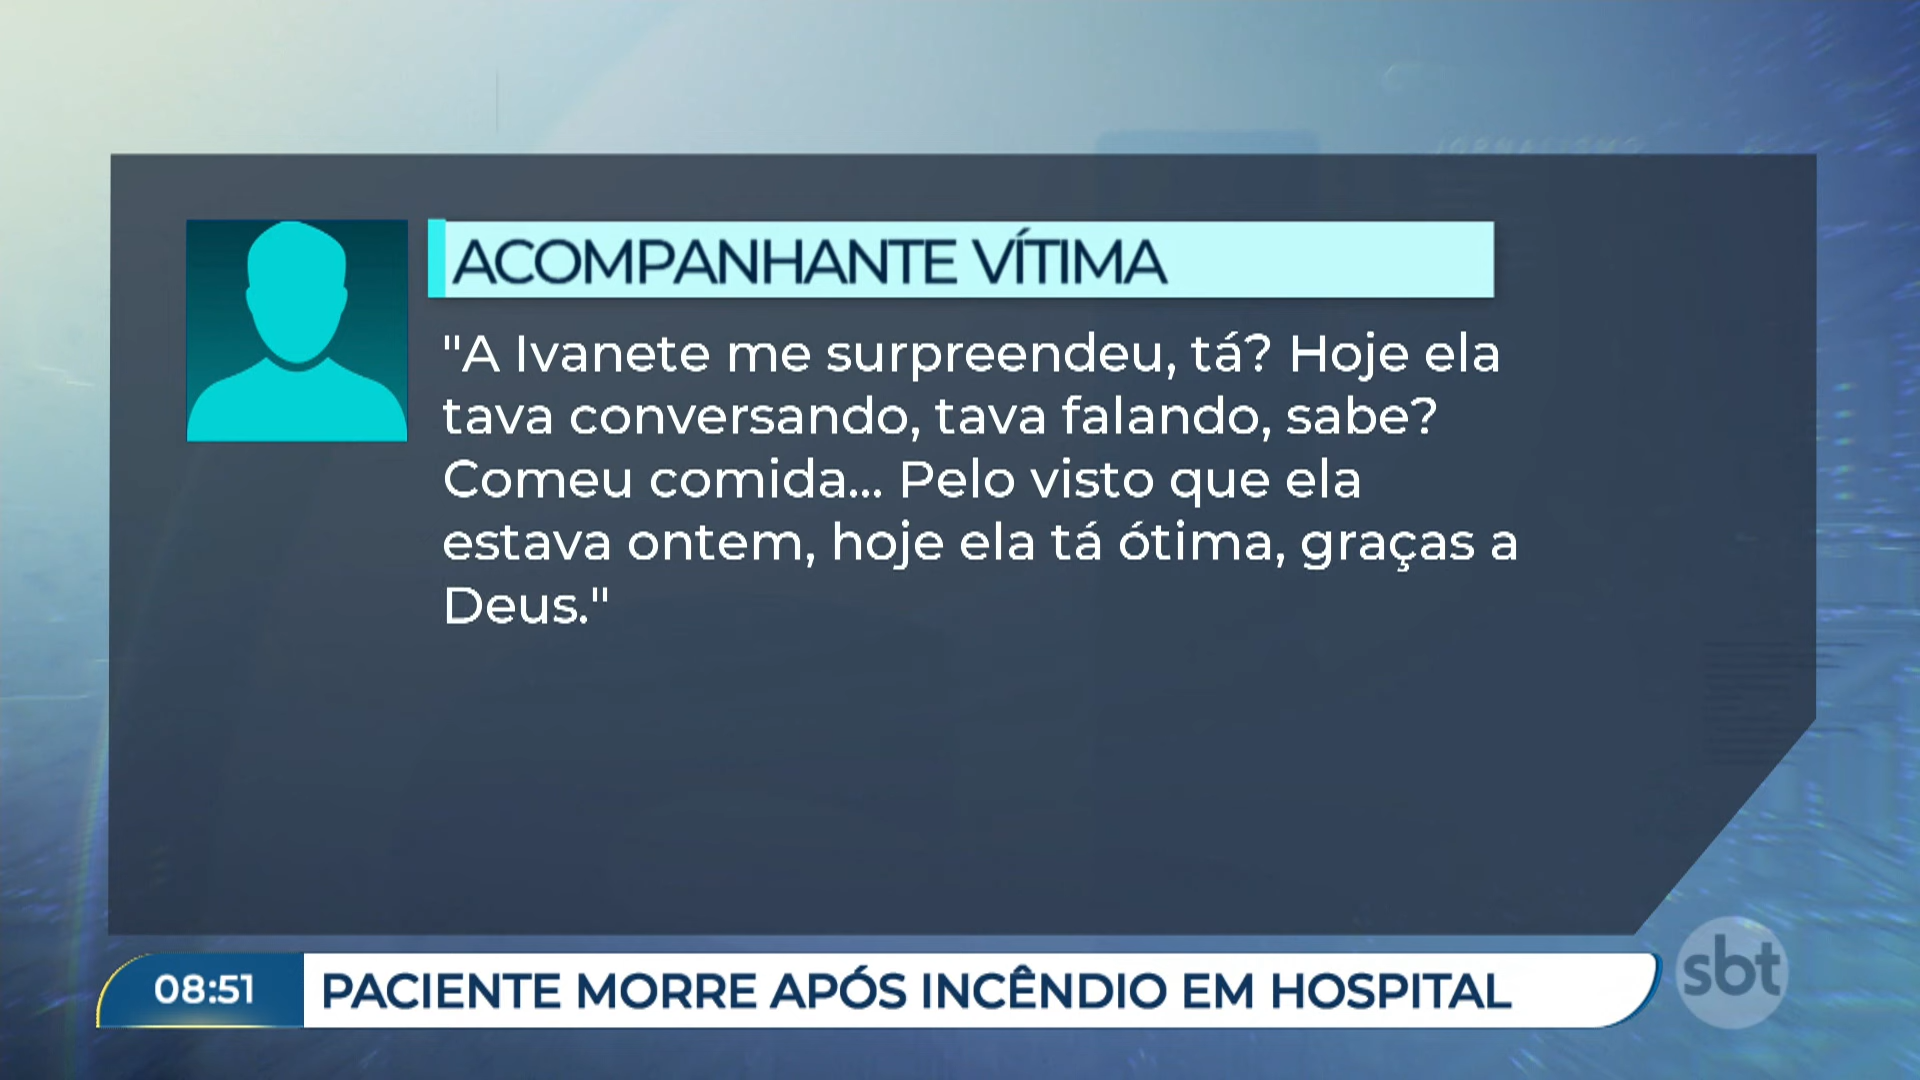 JORNALISMO
ACOMPANHANTE VÍTIMA
"A Ivanete me surpreendeu, tá? Hoje ela
tava conversando, tava falando, sabe?
Comeu comida... Pelo visto que ela
estava ontem, hoje ela tá ótima, graças a
Deus."
08:51
PACIENTE MORRE APÓS INCÊNDIO EM HOSPITAL
sbt